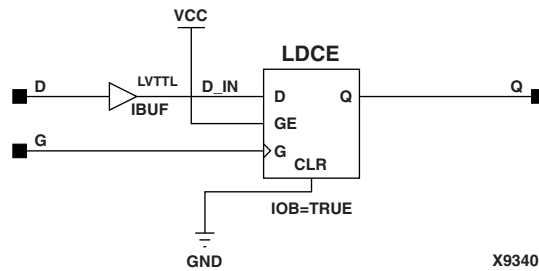 VCC
LDCE
D
LVTTL
D_IN
D
Q
Q
IBUF
GE
G
G
CLR
IOB=TRUE
GND
X9340